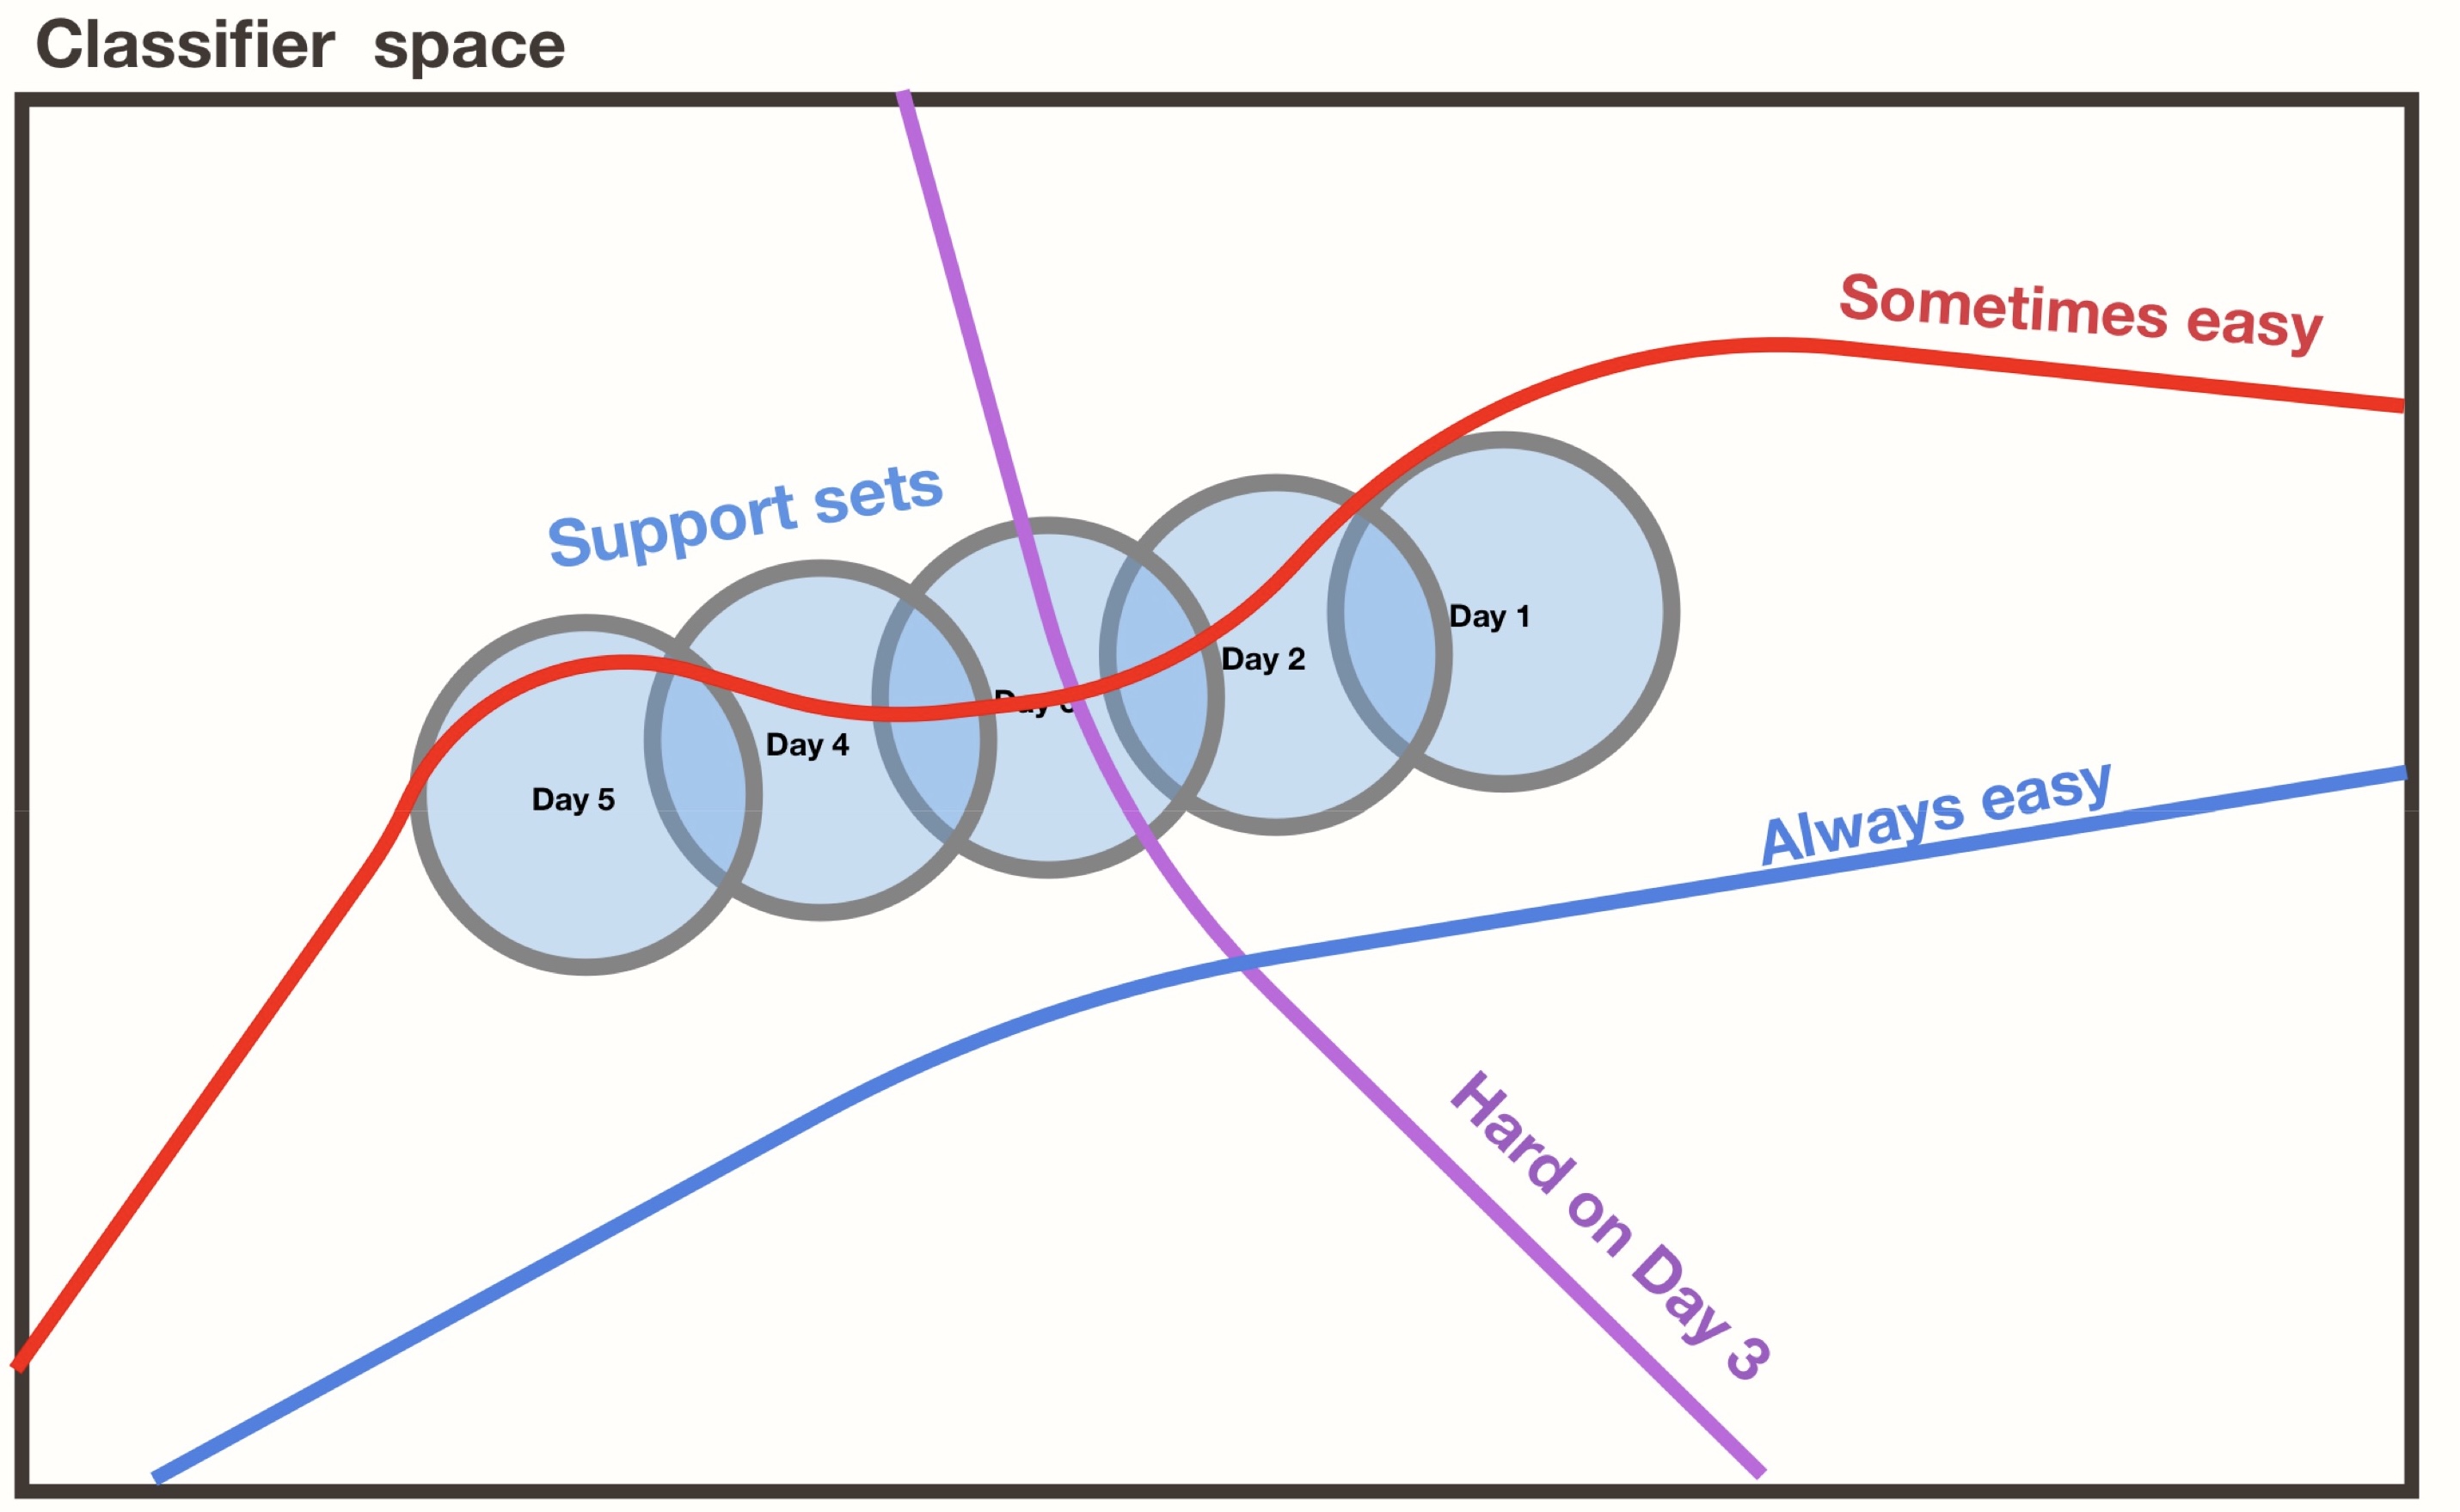 Classifier space
Sometimes easy
Support sets
Day 1
Day 2
Day
Day 4
Day 5
Always easy
Hard on Day 3